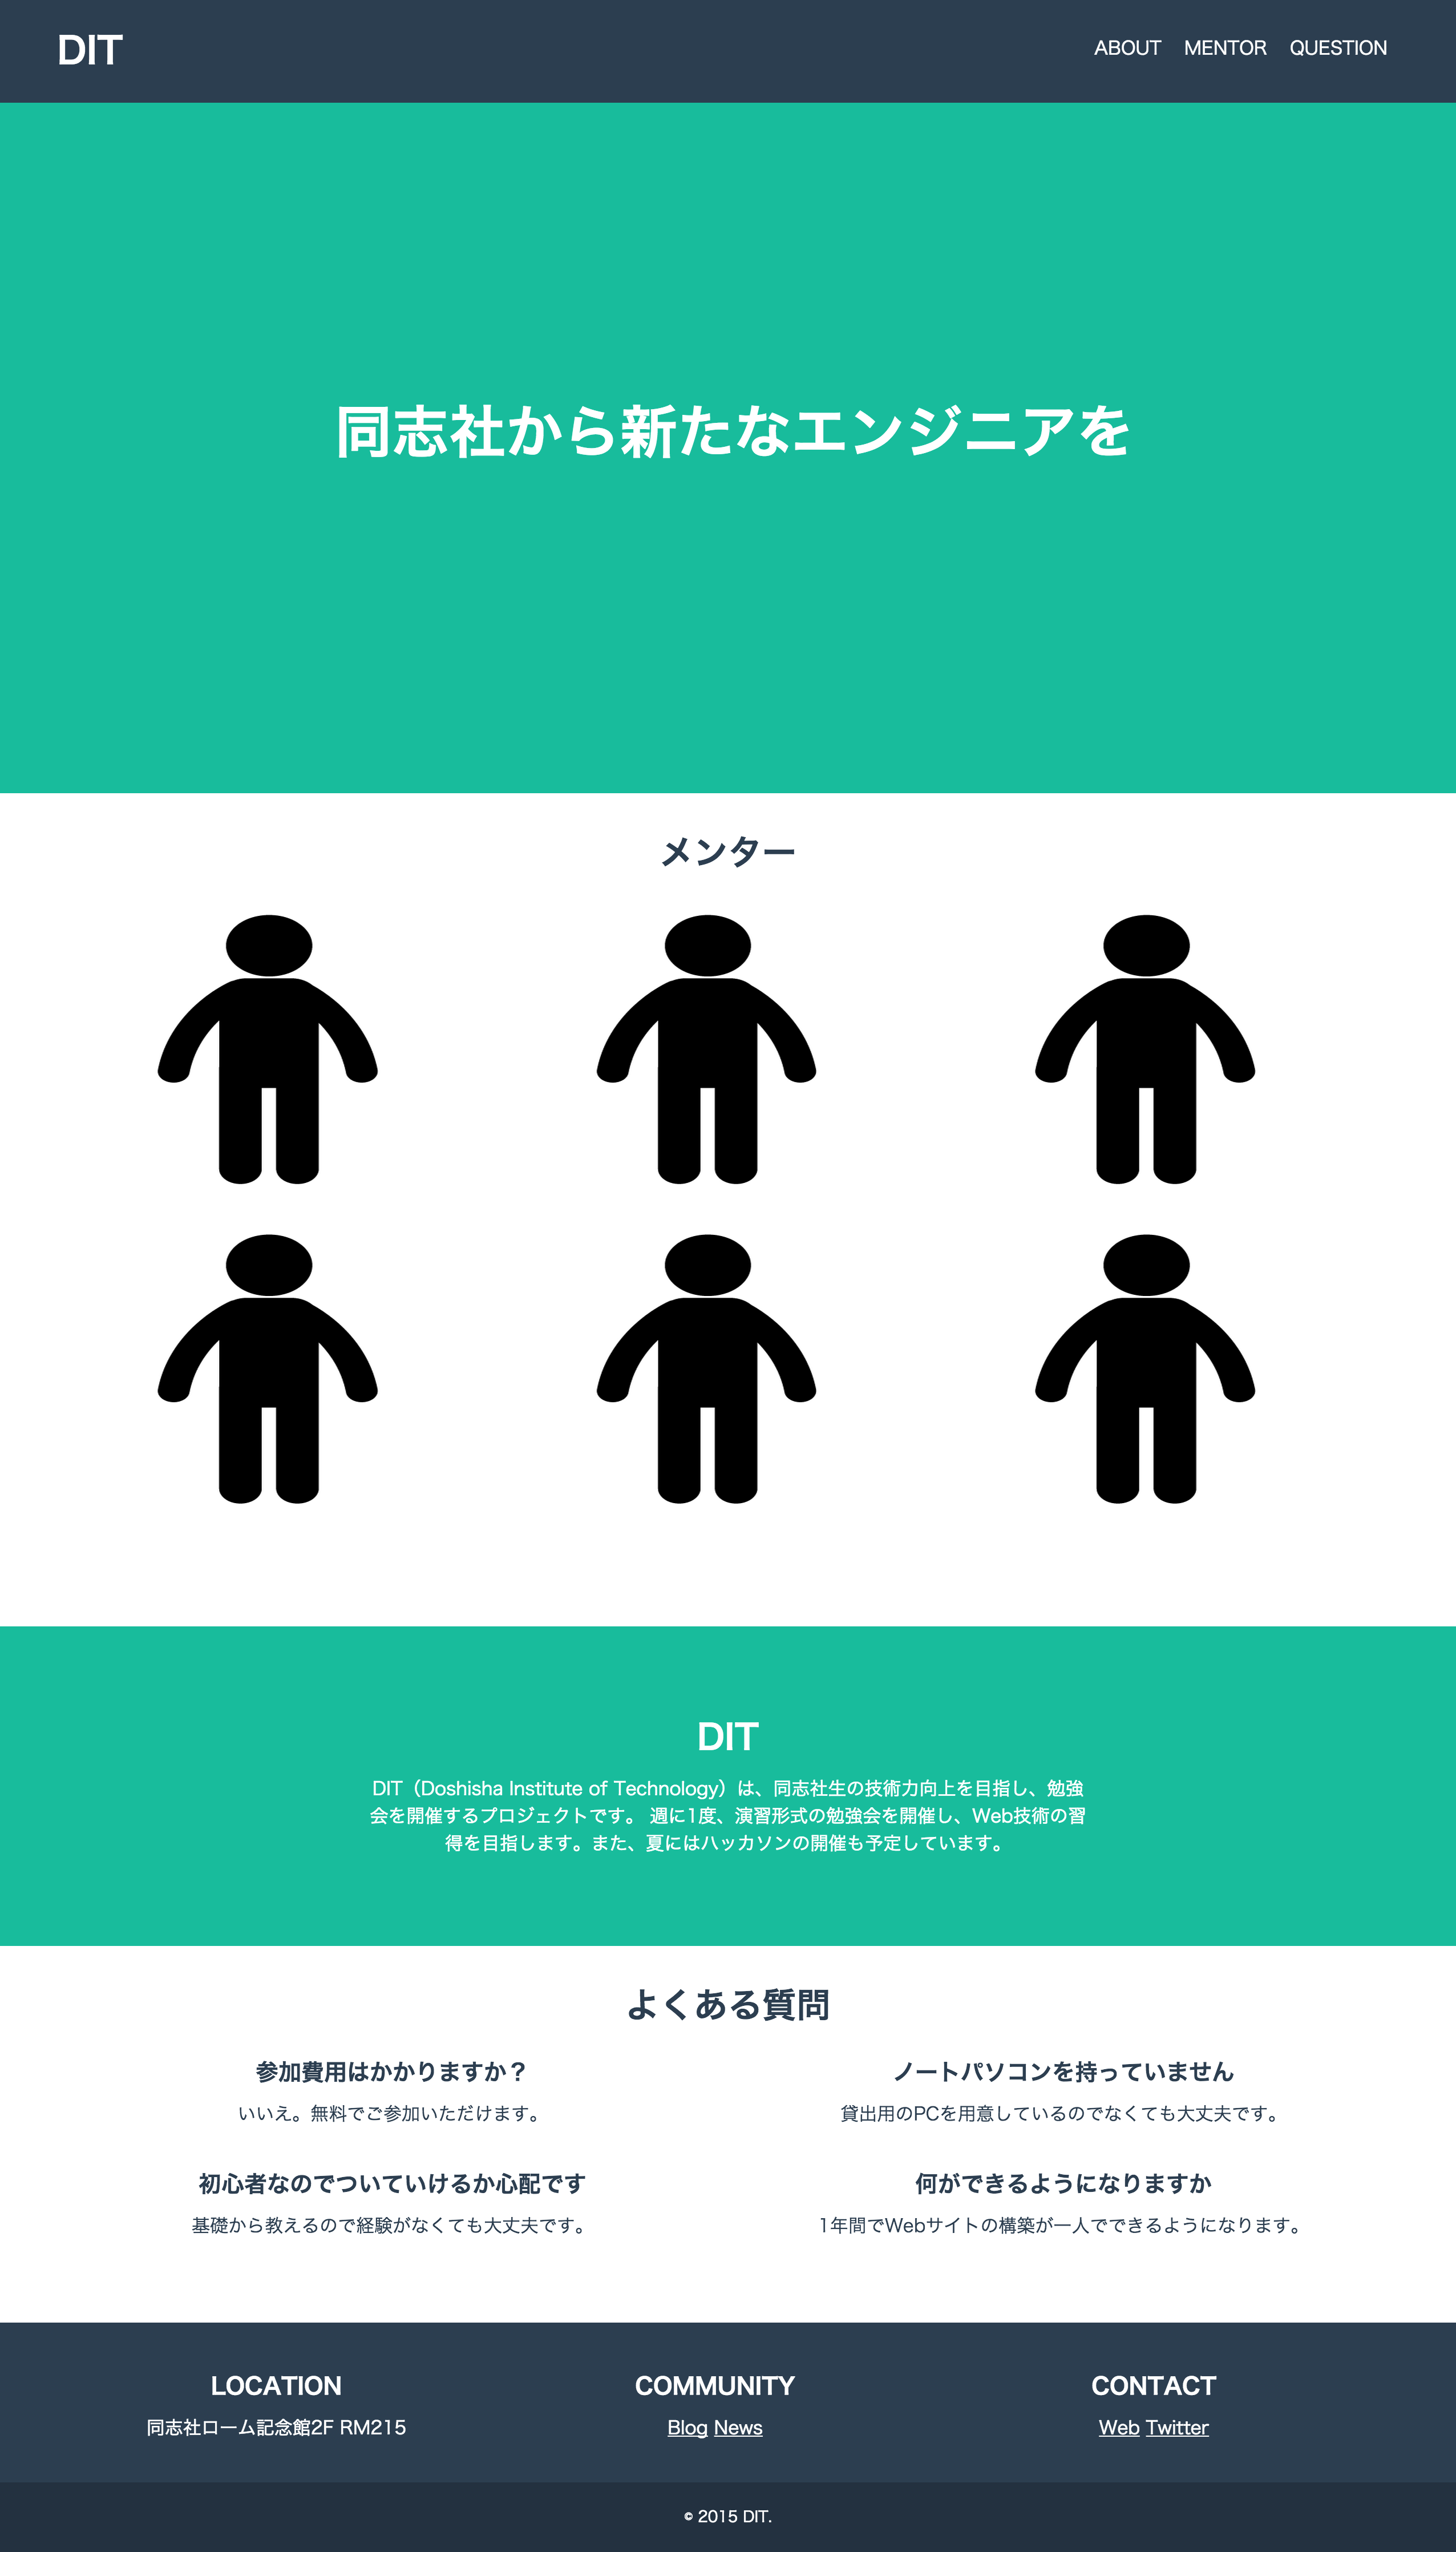 DIT
ABOUT MENTOR QUESTION
同志社から新たなエンジニアを
メンター
DIT
DIT（Doshisha Institute of Technology）は、同志社生の技術力向上を目指し、勉強
会を開催するプロジェクトです。 週に1度、演習形式の勉強会を開催し、Web技術の習
得を目指します。また、夏にはハッカソンの開催も予定しています。
よくある質問
参加費用はかかりますか？
いいえ。無料でご参加いただけます。
ノートパソコンを持っていません
貸出用のPCを用意しているのでなくても大丈夫です。
初心者なのでついていけるか心配です
基礎から教えるので経験がなくても大丈夫です。
何ができるようになりますか
1年間でWebサイトの構築が一人でできるようになります。
LOCATION
同志社ローム記念館2F RM215
COMMUNITY
Blog News
CONTACT
Web Twitter
© 2015 DIT.